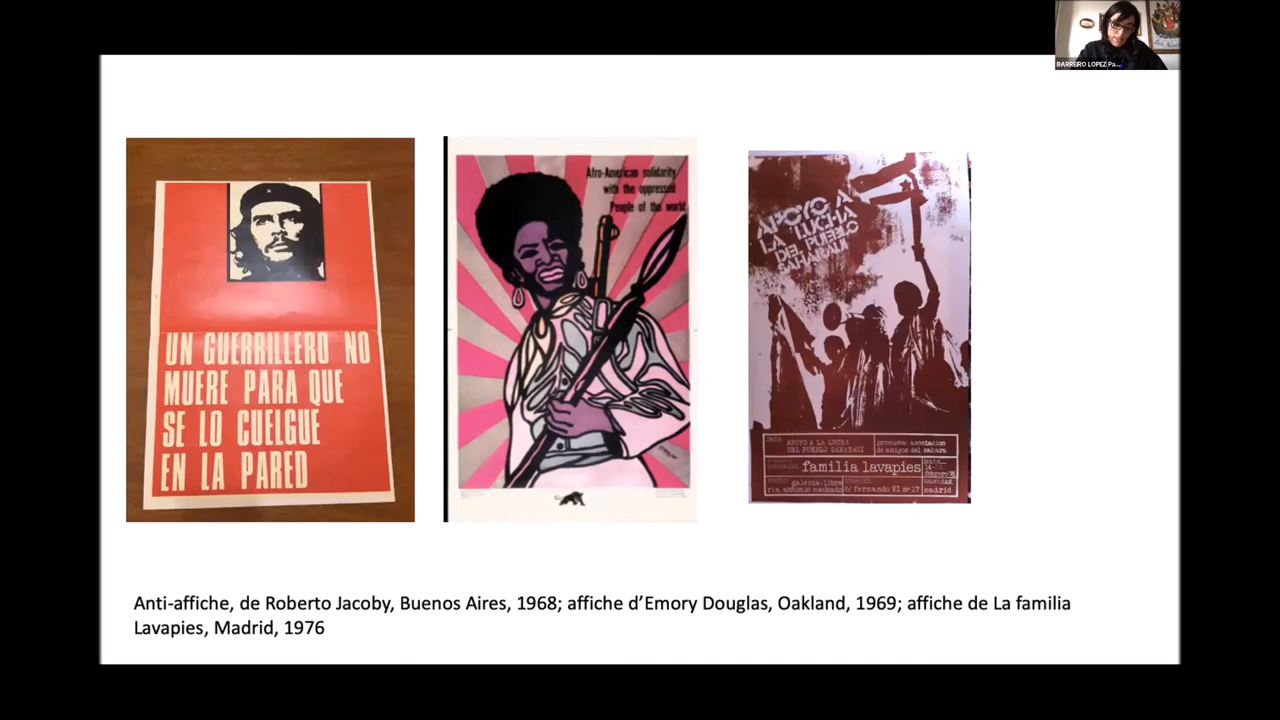 BARREIRO LOPEZ Pa...
UN GUERRILLERO NO
MUERE PARA QUE
SE LO CUELGUE
EN LA PARED
Afro-American solidarity
with the oppressed
People of the world
APOYO A
LA LUCHA
DEL PUEBLO
SAHARAUI
APOYO A LA LUCHA
DEL PUEBLO SAHARAUI
promueve: asociacion
de amigos del sahara
familia lavapies
galeria-libre
ria antonio machado c/ fernando VI nº 17
madrid
Anti-affiche, de Roberto Jacoby, Buenos Aires, 1968; affiche d’Emory Douglas, Oakland, 1969; affiche de La familia
Lavapies, Madrid, 1976